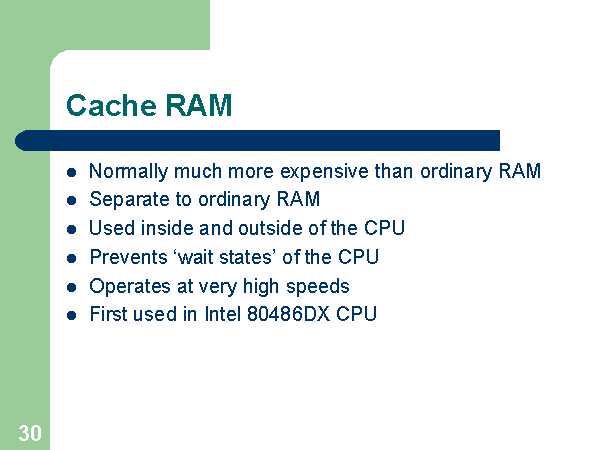 Cache RAM
Normally much more expensive than ordinary RAM
Separate to ordinary RAM
Used inside and outside of the CPU
Prevents ‘wait states’ of the CPU
Operates at very high speeds
First used in Intel 80486DX CPU
30